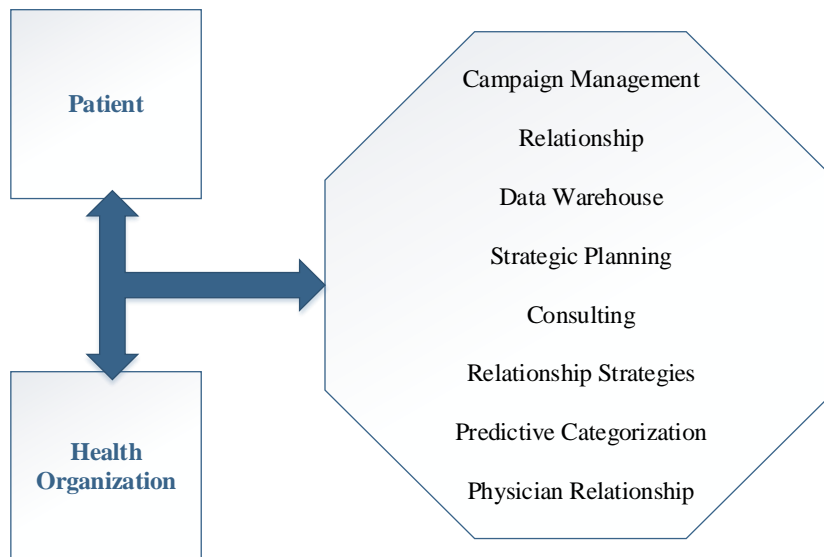 Patient
Health
Organization
Campaign Management
Relationship
Data Warehouse
Strategic Planning
Consulting
Relationship Strategies
Predictive Categorization
Physician Relationship